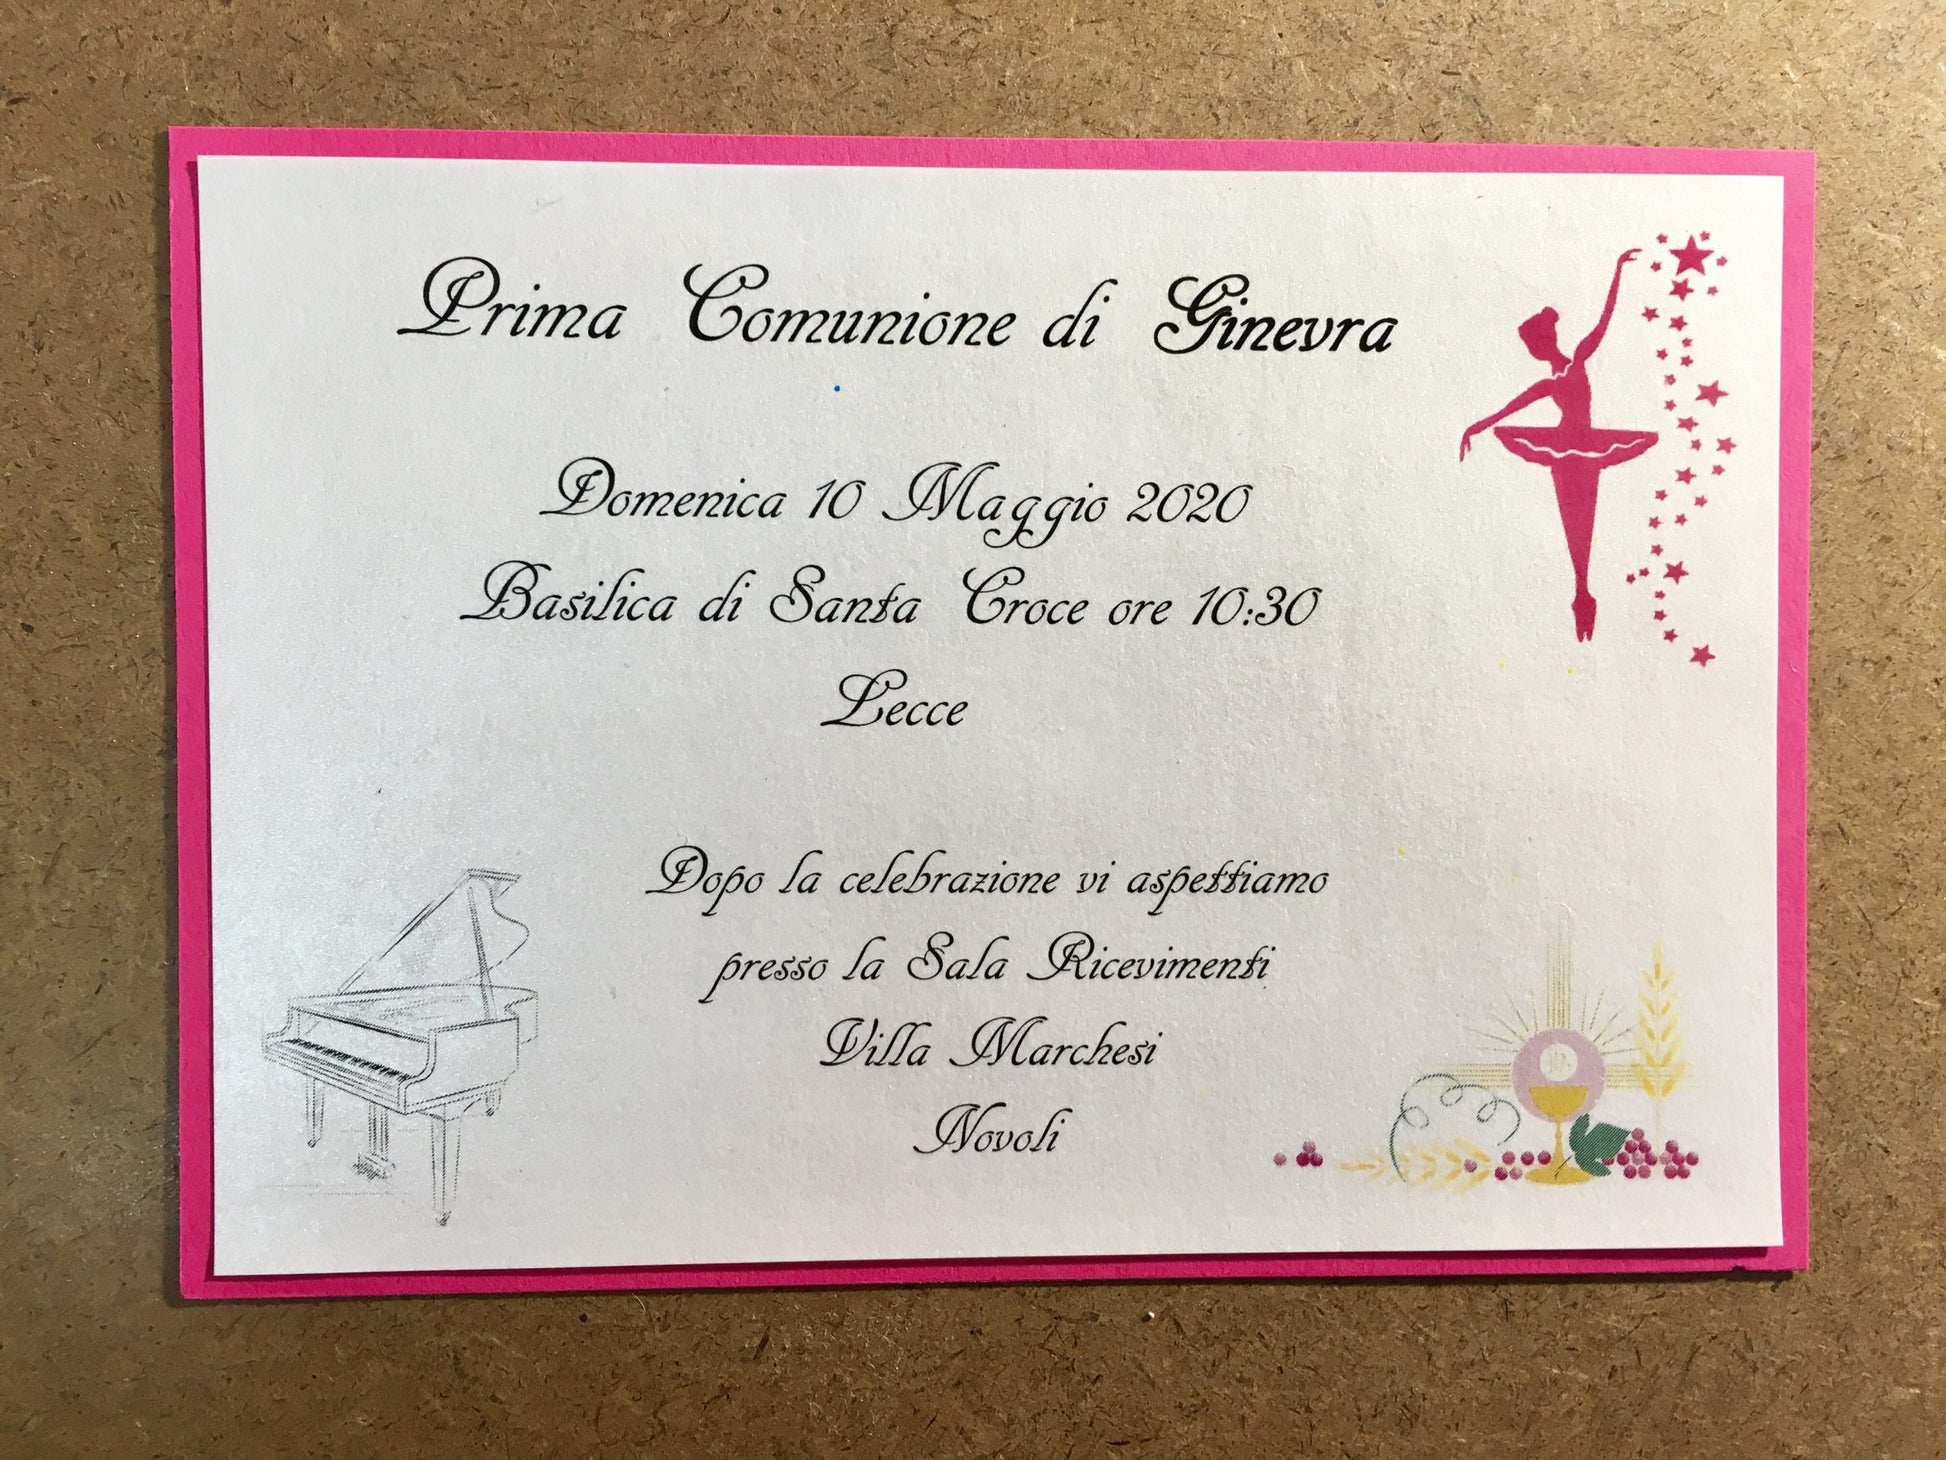 Prima Comunione di Ginevra
Domenica 10 Maggio 2020
Basilica di Santa Croce ore 10:30
Lecce
Dopo la celebrazione vi aspettiamo
presso la Sala Ricevimenti
Villa Marchesi
Novoli